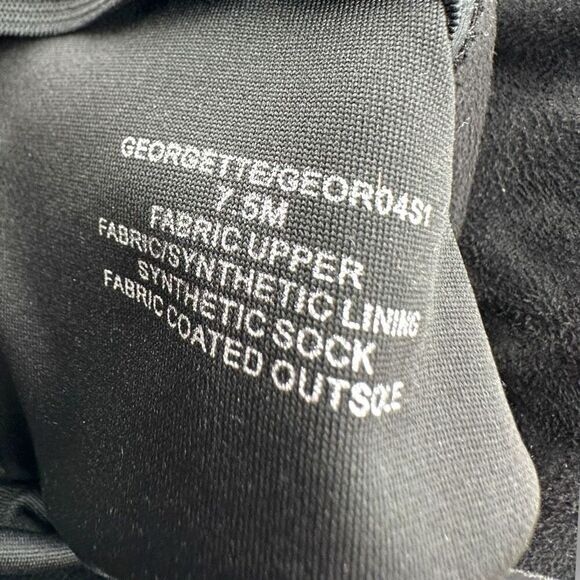 GEORGETTE/GEOR04S1
7.5M
FABRIC UPPER
FABRIC/SYNTHETIC LINING
SYNTHETIC SOCK
FABRIC COATED OUTSOLE